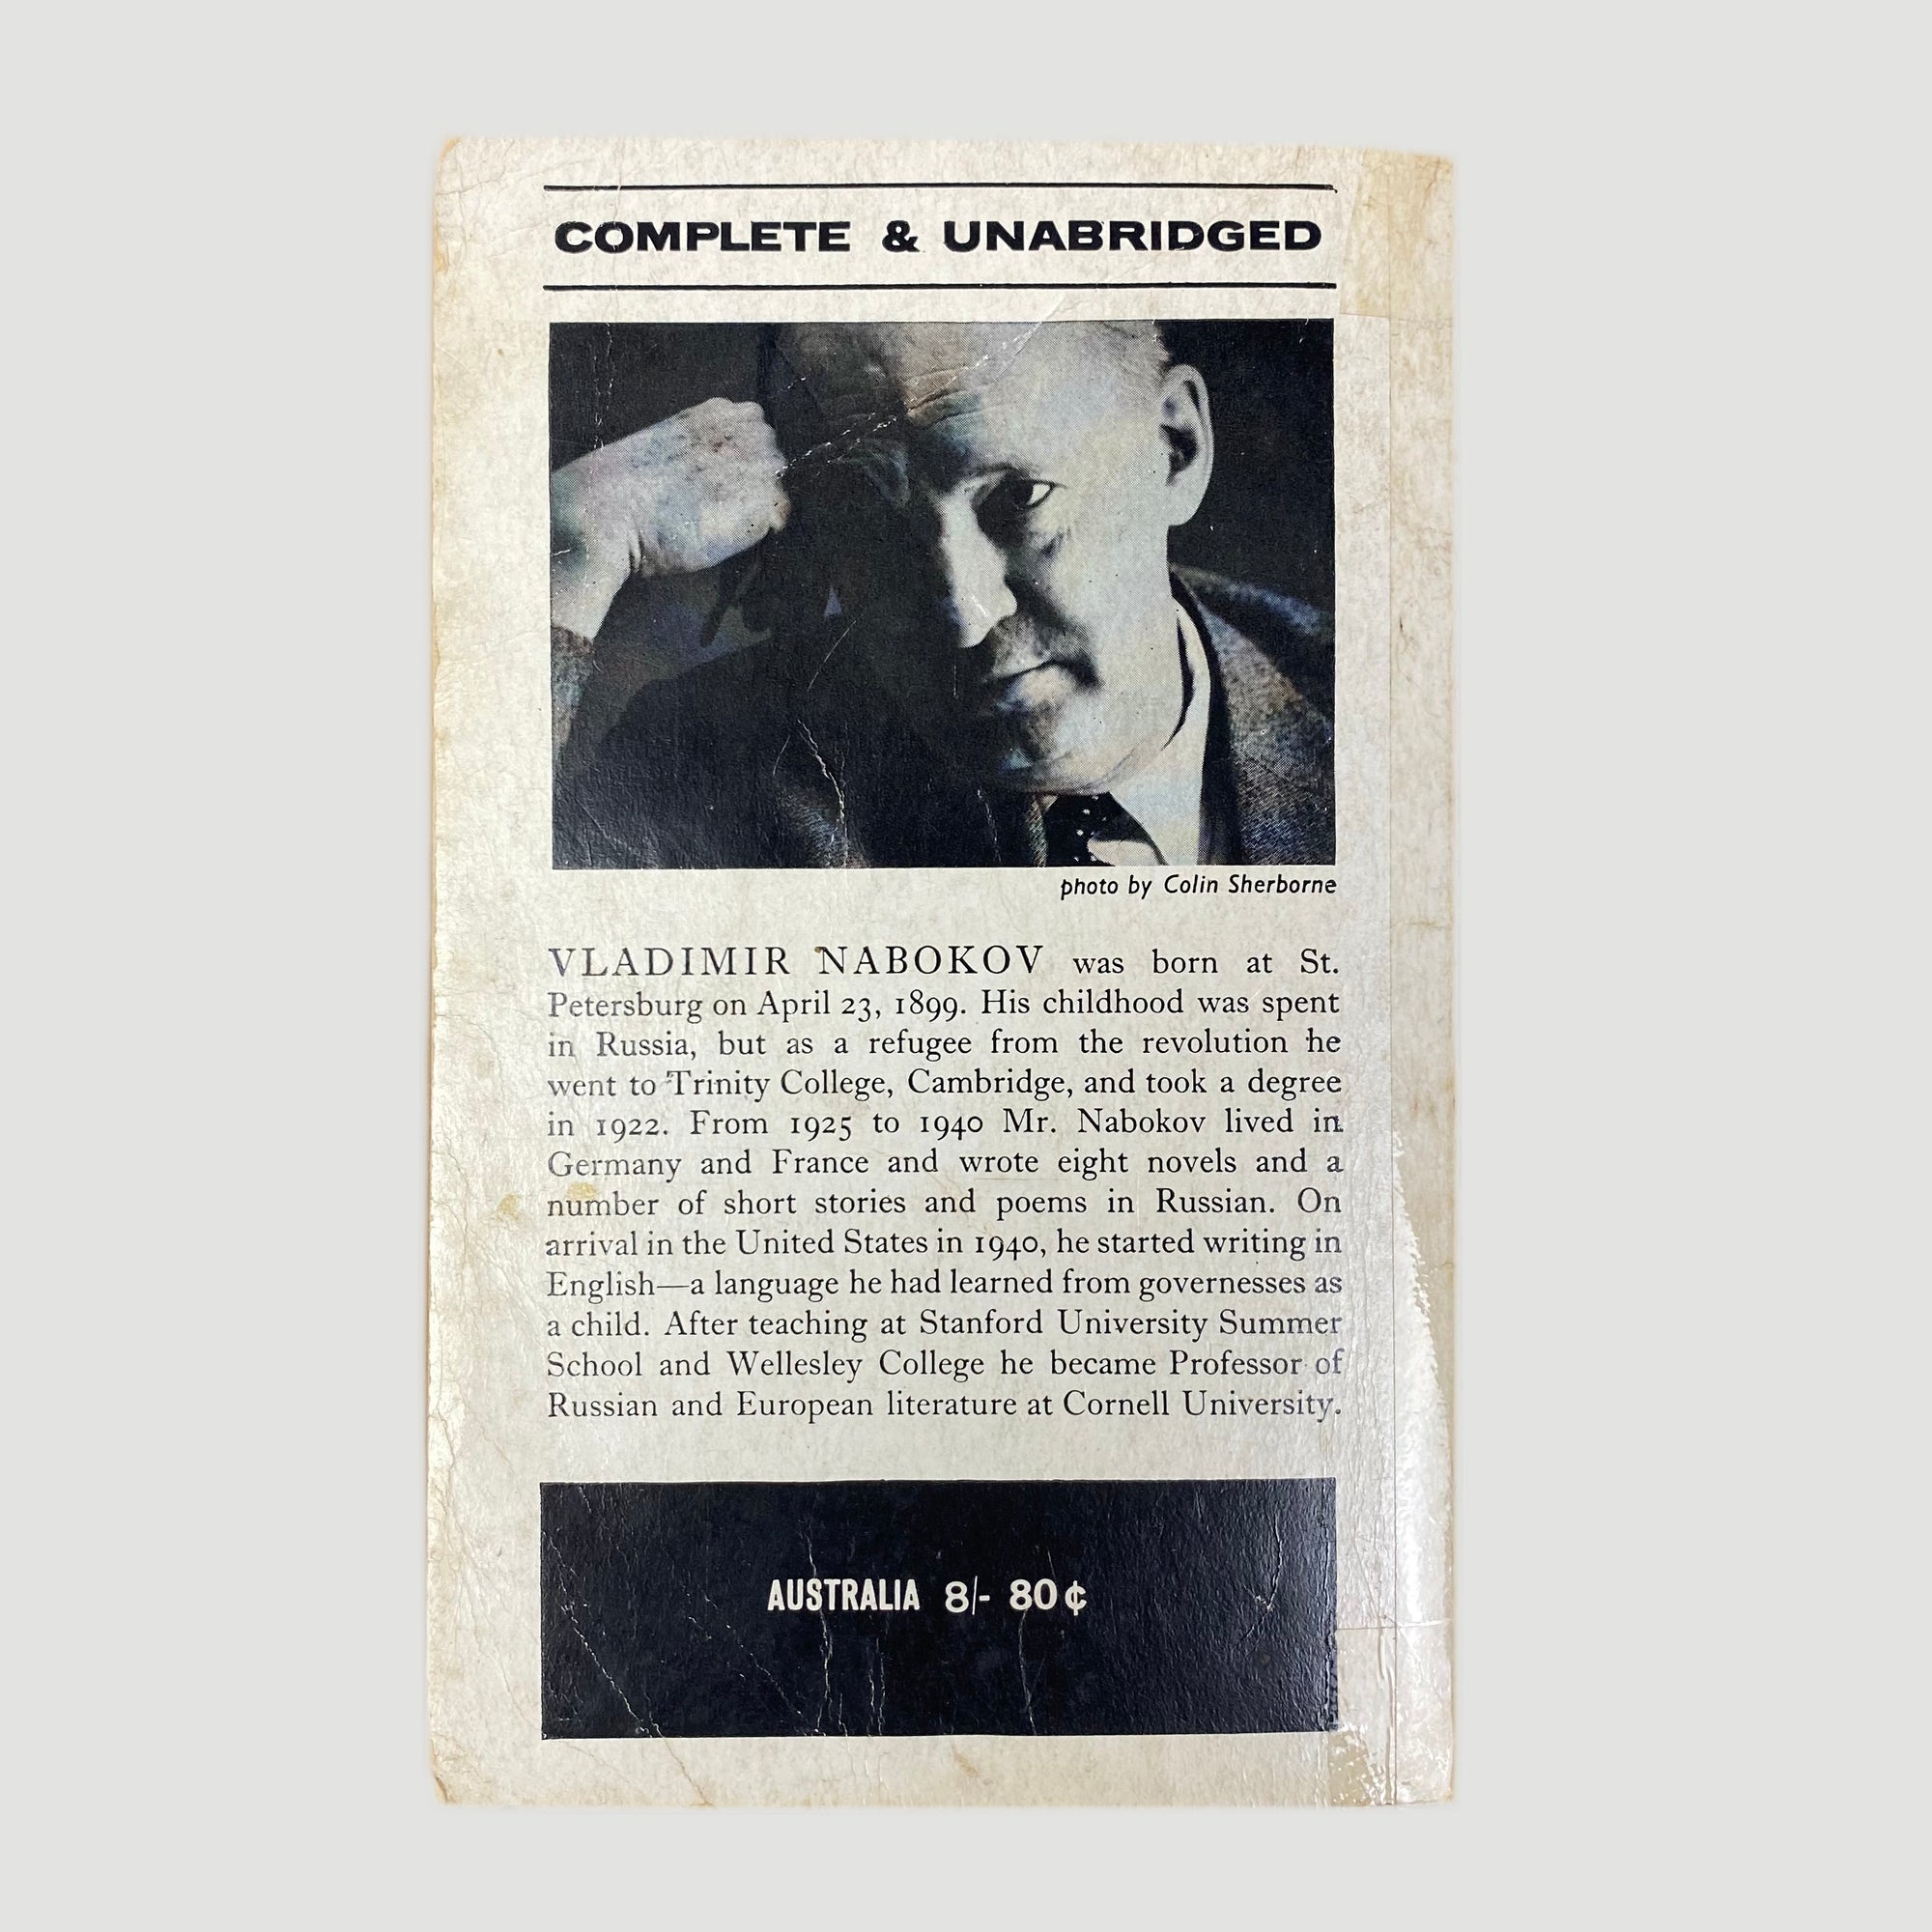 COMPLETE & UNABRIDGED
photo by Colin Sherborne
VLADIMIR NABOKOV was born at St.
Petersburg on April 23, 1899. His childhood was spent
in Russia, but as a refugee from the revolution he
went to Trinity College, Cambridge, and took a degree
in 1922. From 1925 to 1940 Mr. Nabokov lived in
Germany and France and wrote eight novels and a
number of short stories and poems in Russian. On
arrival in the United States in 1940, he started writing in
English—a language he had learned from governesses as
a child. After teaching at Stanford University Summer
School and Wellesley College he became Professor of
Russian and European literature at Cornell University.
AUSTRALIA 8/- 80¢